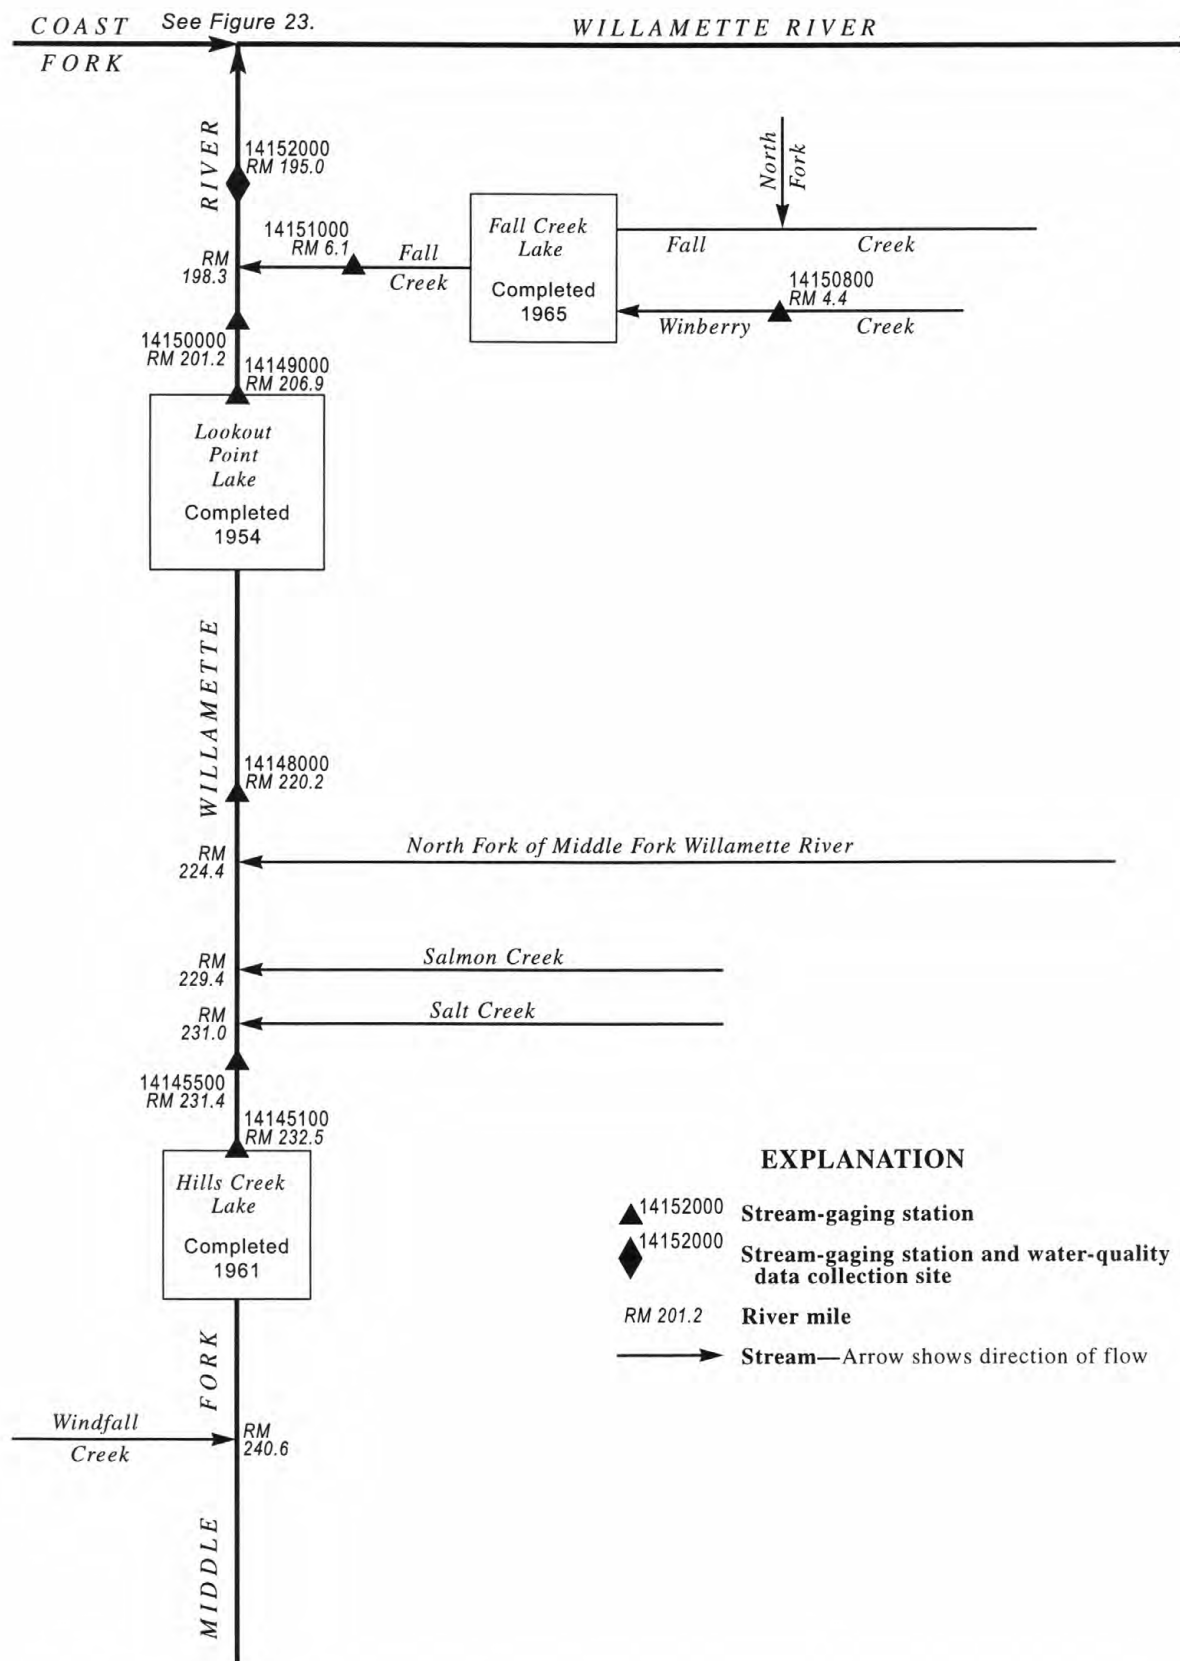 COAST
FORK
See Figure 23.
WILLAMETTE RIVER
RIVER
14152000
RM 195.0
North
Fork
14151000
RM 6.1
Fall
Creek
Fall Creek
Lake
Completed
1965
Fall
Creek
14150800
RM 4.4
Winberry
Creek
RM
198.3
14150000
RM 201.2
14149000
RM 206.9
Lookout
Point
Lake
Completed
1954
WILLAMETTE
14148000
RM 220.2
RM
224.4
North Fork of Middle Fork Willamette River
RM
229.4
Salmon Creek
RM
231.0
Salt Creek
14145500
RM 231.4
14145100
RM 232.5
Hills Creek
Lake
Completed
1961
FORK
Windfall
Creek
RM
240.6
MIDDLE
EXPLANATION
14152000 Stream-gaging station
14152000 Stream-gaging station and water-quality
data collection site
RM 201.2 River mile
Stream—Arrow shows direction of flow